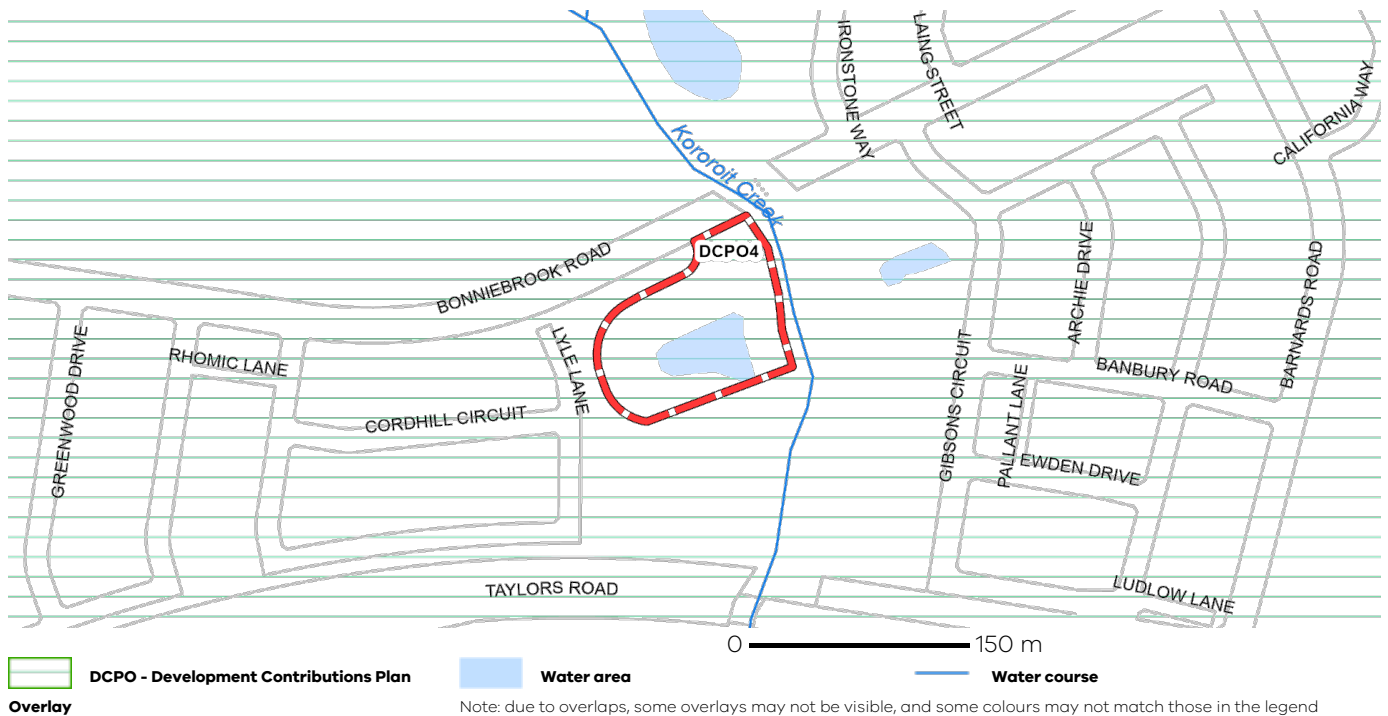 IRONSTONE WAY
LAING STREET
CALIFORNIA WAY
Kororoit Creek
DCPO4
BONNIEBROOK ROAD
ARCHIE DRIVE
BARNARDS ROAD
GREENWOOD DRIVE
RHOMIC LANE
LYLE LANE
CORDHILL CIRCUIT
GIBSONS CIRCUIT
PALLANT LANE
BANBURY ROAD
EWDEN DRIVE
TAYLORS ROAD
LUDLOW LANE
0 150 m
DCPO - Development Contributions Plan
Overlay
Water area
Water course
Note: due to overlaps, some overlays may not be visible, and some colours may not match those in the legend